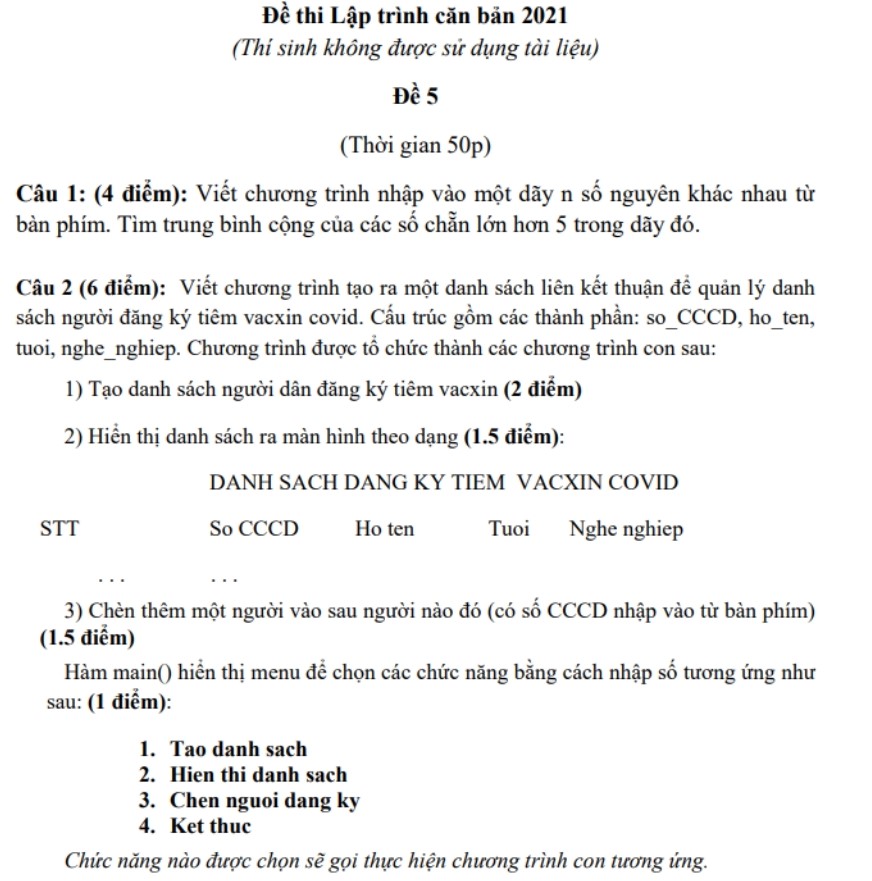 Đề thi Lập trình căn bản 2021
(Thí sinh không được sử dụng tài liệu)
Đề 5
(Thời gian 50p)
Câu 1: (4 điểm): Viết chương trình nhập vào một dãy n số nguyên khác nhau từ
bàn phím. Tìm trung bình cộng của các số chẵn lớn hơn 5 trong dãy đó.
Câu 2 (6 điểm): Viết chương trình tạo ra một danh sách liên kết thuận để quản lý danh
sách người đăng ký tiêm vacxin covid. Cấu trúc gồm các thành phần: so_CCCD, ho_ten,
tuoi, nghe_nghiep. Chương trình được tổ chức thành các chương trình con sau:
1) Tạo danh sách người dân đăng ký tiêm vacxin (2 điểm)
2) Hiển thị danh sách ra màn hình theo dạng (1.5 điểm):
DANH SACH DANG KY TIEM VACXIN COVID
STT So CCCD Ho ten Tuoi Nghe nghiep
. . . . . .
3) Chèn thêm một người vào sau người nào đó (có số CCCD nhập vào từ bàn phím)
(1.5 điểm)
Hàm main() hiển thị menu để chọn các chức năng bằng cách nhập số tương ứng như
sau: (1 điểm):
1. Tao danh sach
2. Hien thi danh sach
3. Chen nguoi dang ky
4. Ket thuc
Chức năng nào được chọn sẽ gọi thực hiện chương trình con tương ứng.